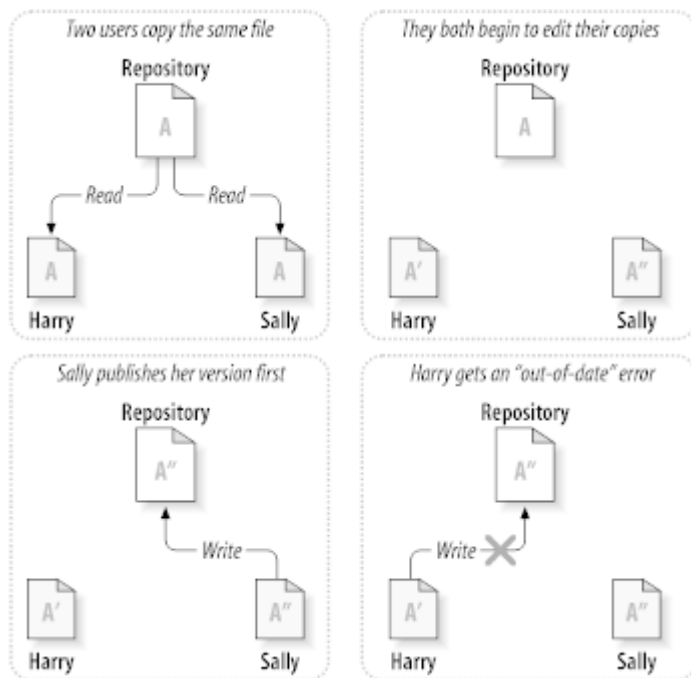 Two users copy the same file
Repository
A
Read
Read
A
A
Harry
Sally
They both begin to edit their copies
Repository
A
A'
A"
Harry
Sally
Sally publishes her version first
Repository
A"
Write
A'
A"
Harry
Sally
Harry gets an “out-of-date” error
Repository
A"
Write
A'
A"
Harry
Sally